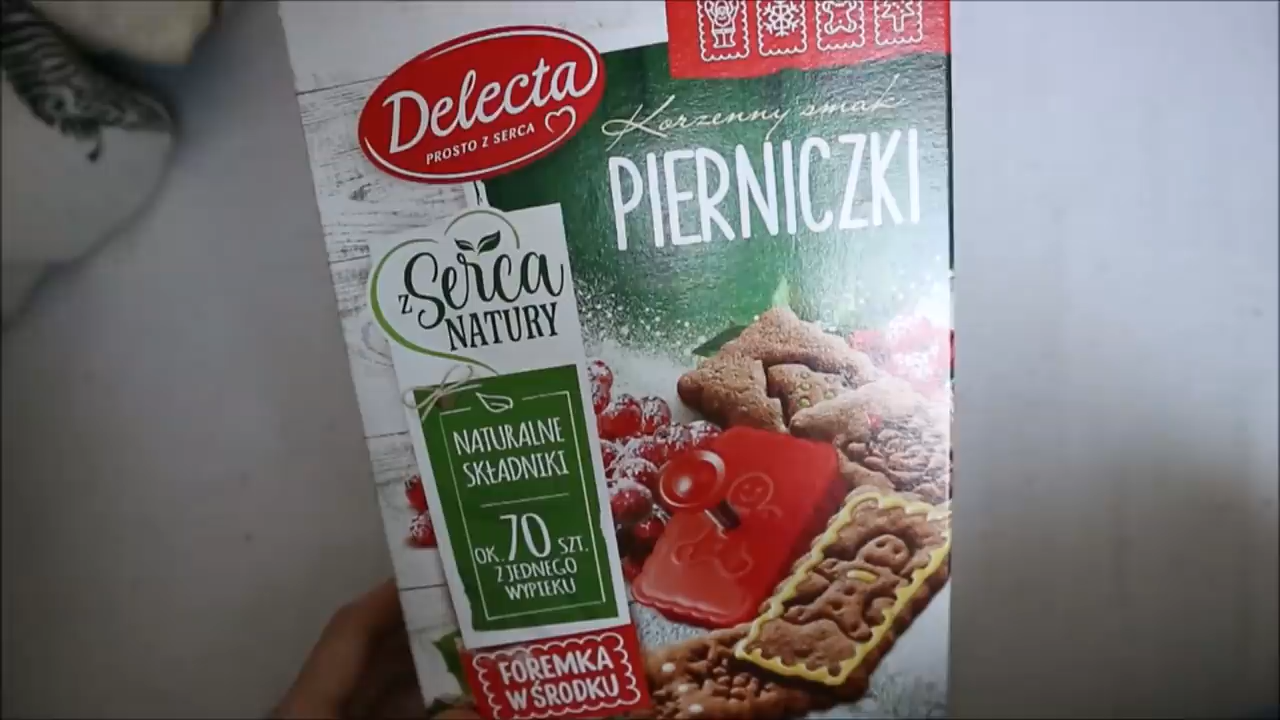 Delecta
PROSTO Z SERCA
Korzenny smak
PIERNICZKI
z Serca
NATURY
NATURALNE
SKŁADNIKI
OK. 70 SZT.
Z JEDNEGO
WYPIEKU
FOREMKA
W ŚRODKU